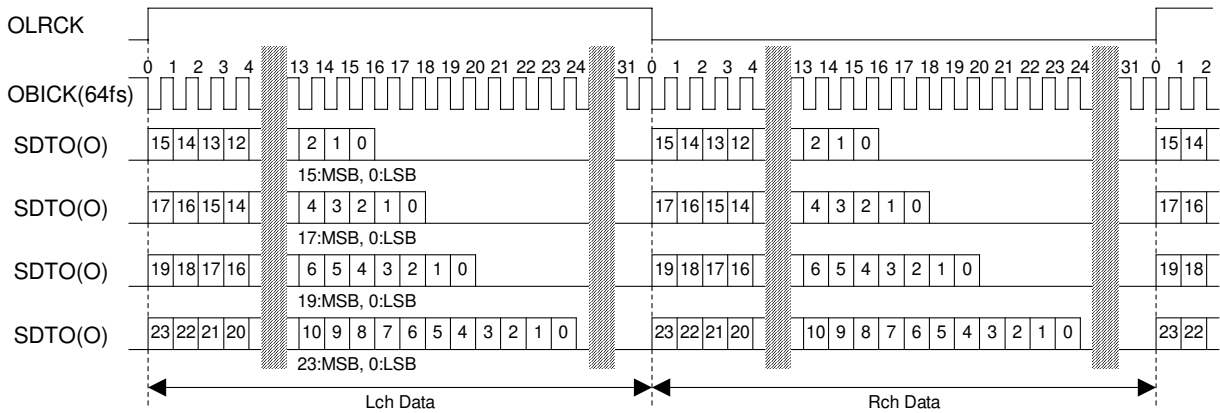 OLRCK
0 1 2 3 4 13 14 15 16 17 18 19 20 21 22 23 24 31 0 1 2 3 4 13 14 15 16 17 18 19 20 21 22 23 24 31 0 1 2
OBICK(64fs)
SDTO(O) 15 14 13 12 2 1 0 15 14 13 12 2 1 0 15 14
15:MSB, 0:LSB
SDTO(O) 17 16 15 14 4 3 2 1 0 17 16 15 14 4 3 2 1 0 17 16
17:MSB, 0:LSB
SDTO(O) 19 18 17 16 6 5 4 3 2 1 0 19 18 17 16 6 5 4 3 2 1 0 19 18
19:MSB, 0:LSB
SDTO(O) 23 22 21 20 10 9 8 7 6 5 4 3 2 1 0 23 22 21 20 10 9 8 7 6 5 4 3 2 1 0 23 22
23:MSB, 0:LSB
Lch Data Rch Data